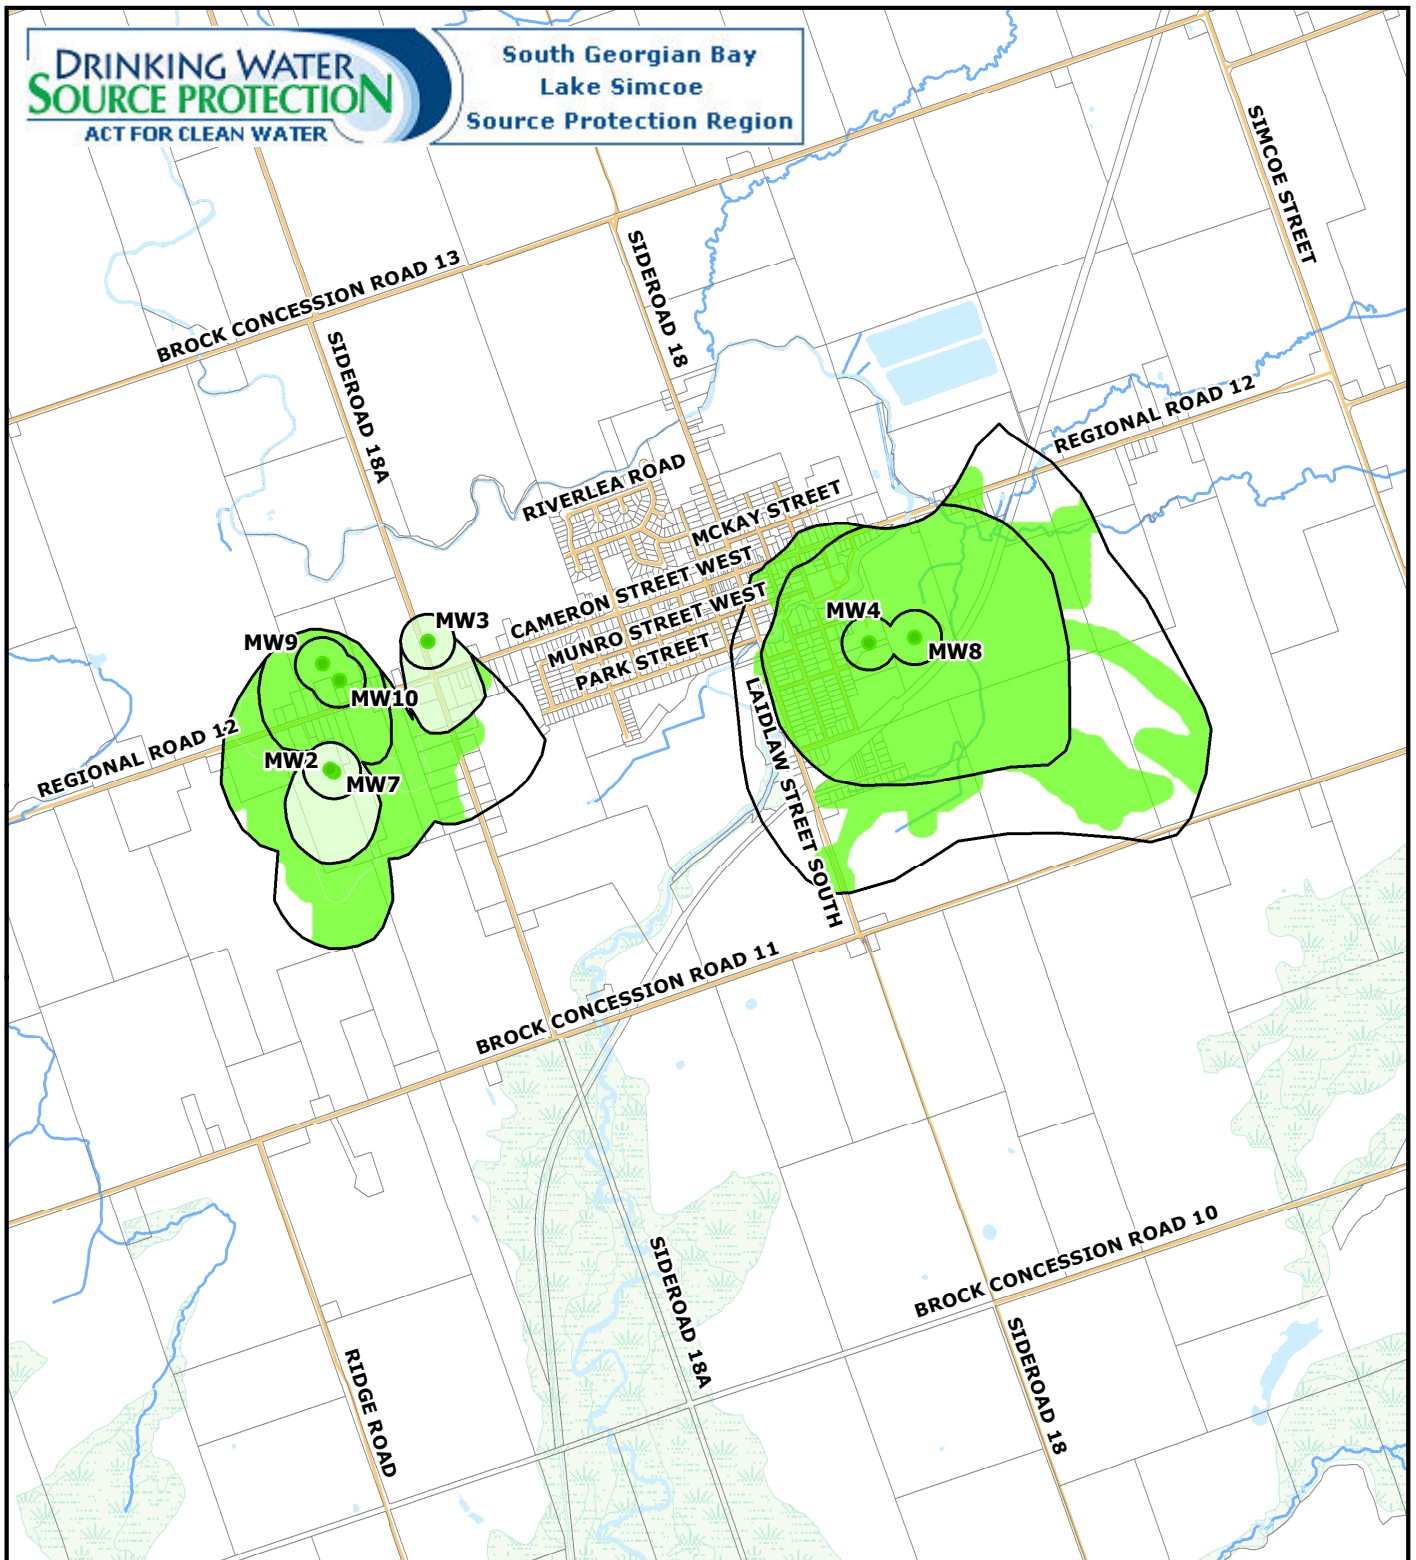 DRINKING WATER
SOURCE PROTECTION
ACT FOR CLEAN WATER
South Georgian Bay
Lake Simcoe
Source Protection Region
SIMCOE STREET
BROCK CONCESSION ROAD 13
SIDEROAD 18
SIDEROAD 18A
REGIONAL ROAD 12
RIVERLEA ROAD
MCKAY STREET
CAMERON STREET WEST
MUNRO STREET WEST
PARK STREET
MW4
MW8
MW3
MW9
MW10
REGIONAL ROAD 12
MW2
MW7
LAIDLAW STREET SOUTH
BROCK CONCESSION ROAD 11
BROCK CONCESSION ROAD 10
SIDEROAD 18A
SIDEROAD 18
RIDGE ROAD